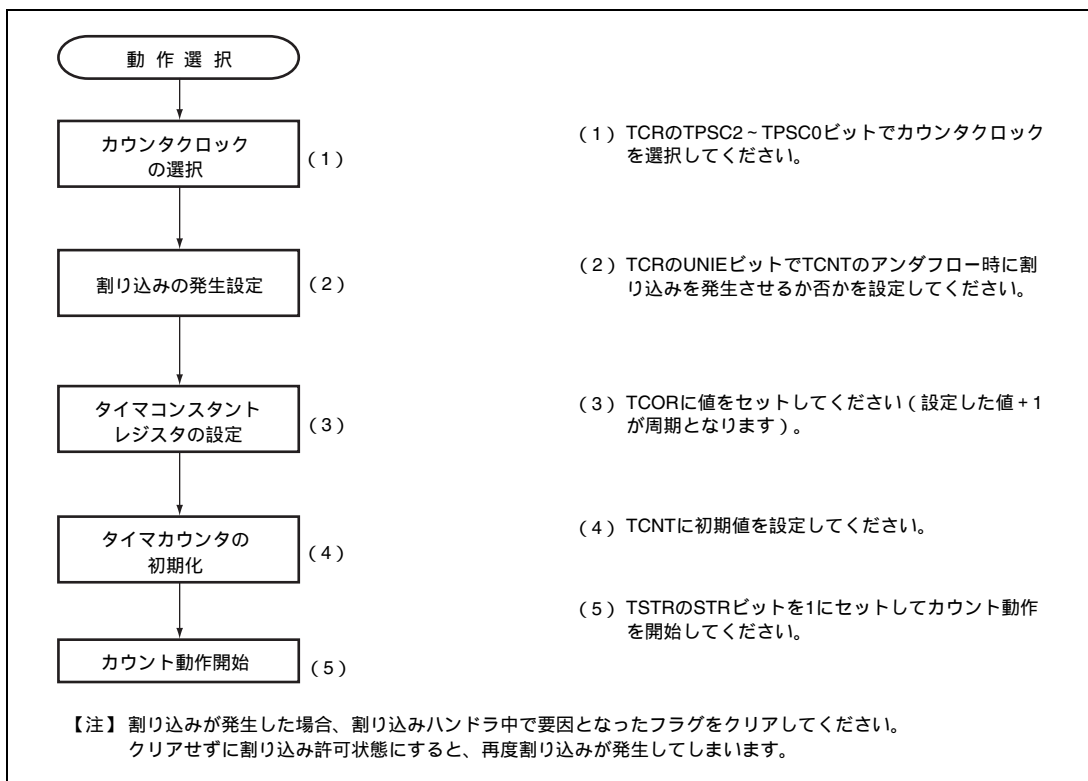 動 作 選 択
カウンタクロック
の選択
(1)
(1) TCRのTPSC2~TPSC0ビットでカウンタクロック
を選択してください。
割り込みの発生設定
(2)
(2) TCRのUNIEビットでTCNTのアンダフロー時に割
り込みを発生させるか否かを設定してください。
タイマコンスタント
レジスタの設定
(3)
(3) TCORに値をセットしてください(設定した値+1
が周期となります)。
タイマカウンタの
初期化
(4)
(4) TCNTに初期値を設定してください。
カウント動作開始
(5)
(5) TSTRのSTRビットを1にセットしてカウント動作
を開始してください。
【注】 割り込みが発生した場合、割り込みハンドラ中で要因となったフラグをクリアしてください。
クリアせずに割り込み許可状態にすると、再度割り込みが発生してしまいます。